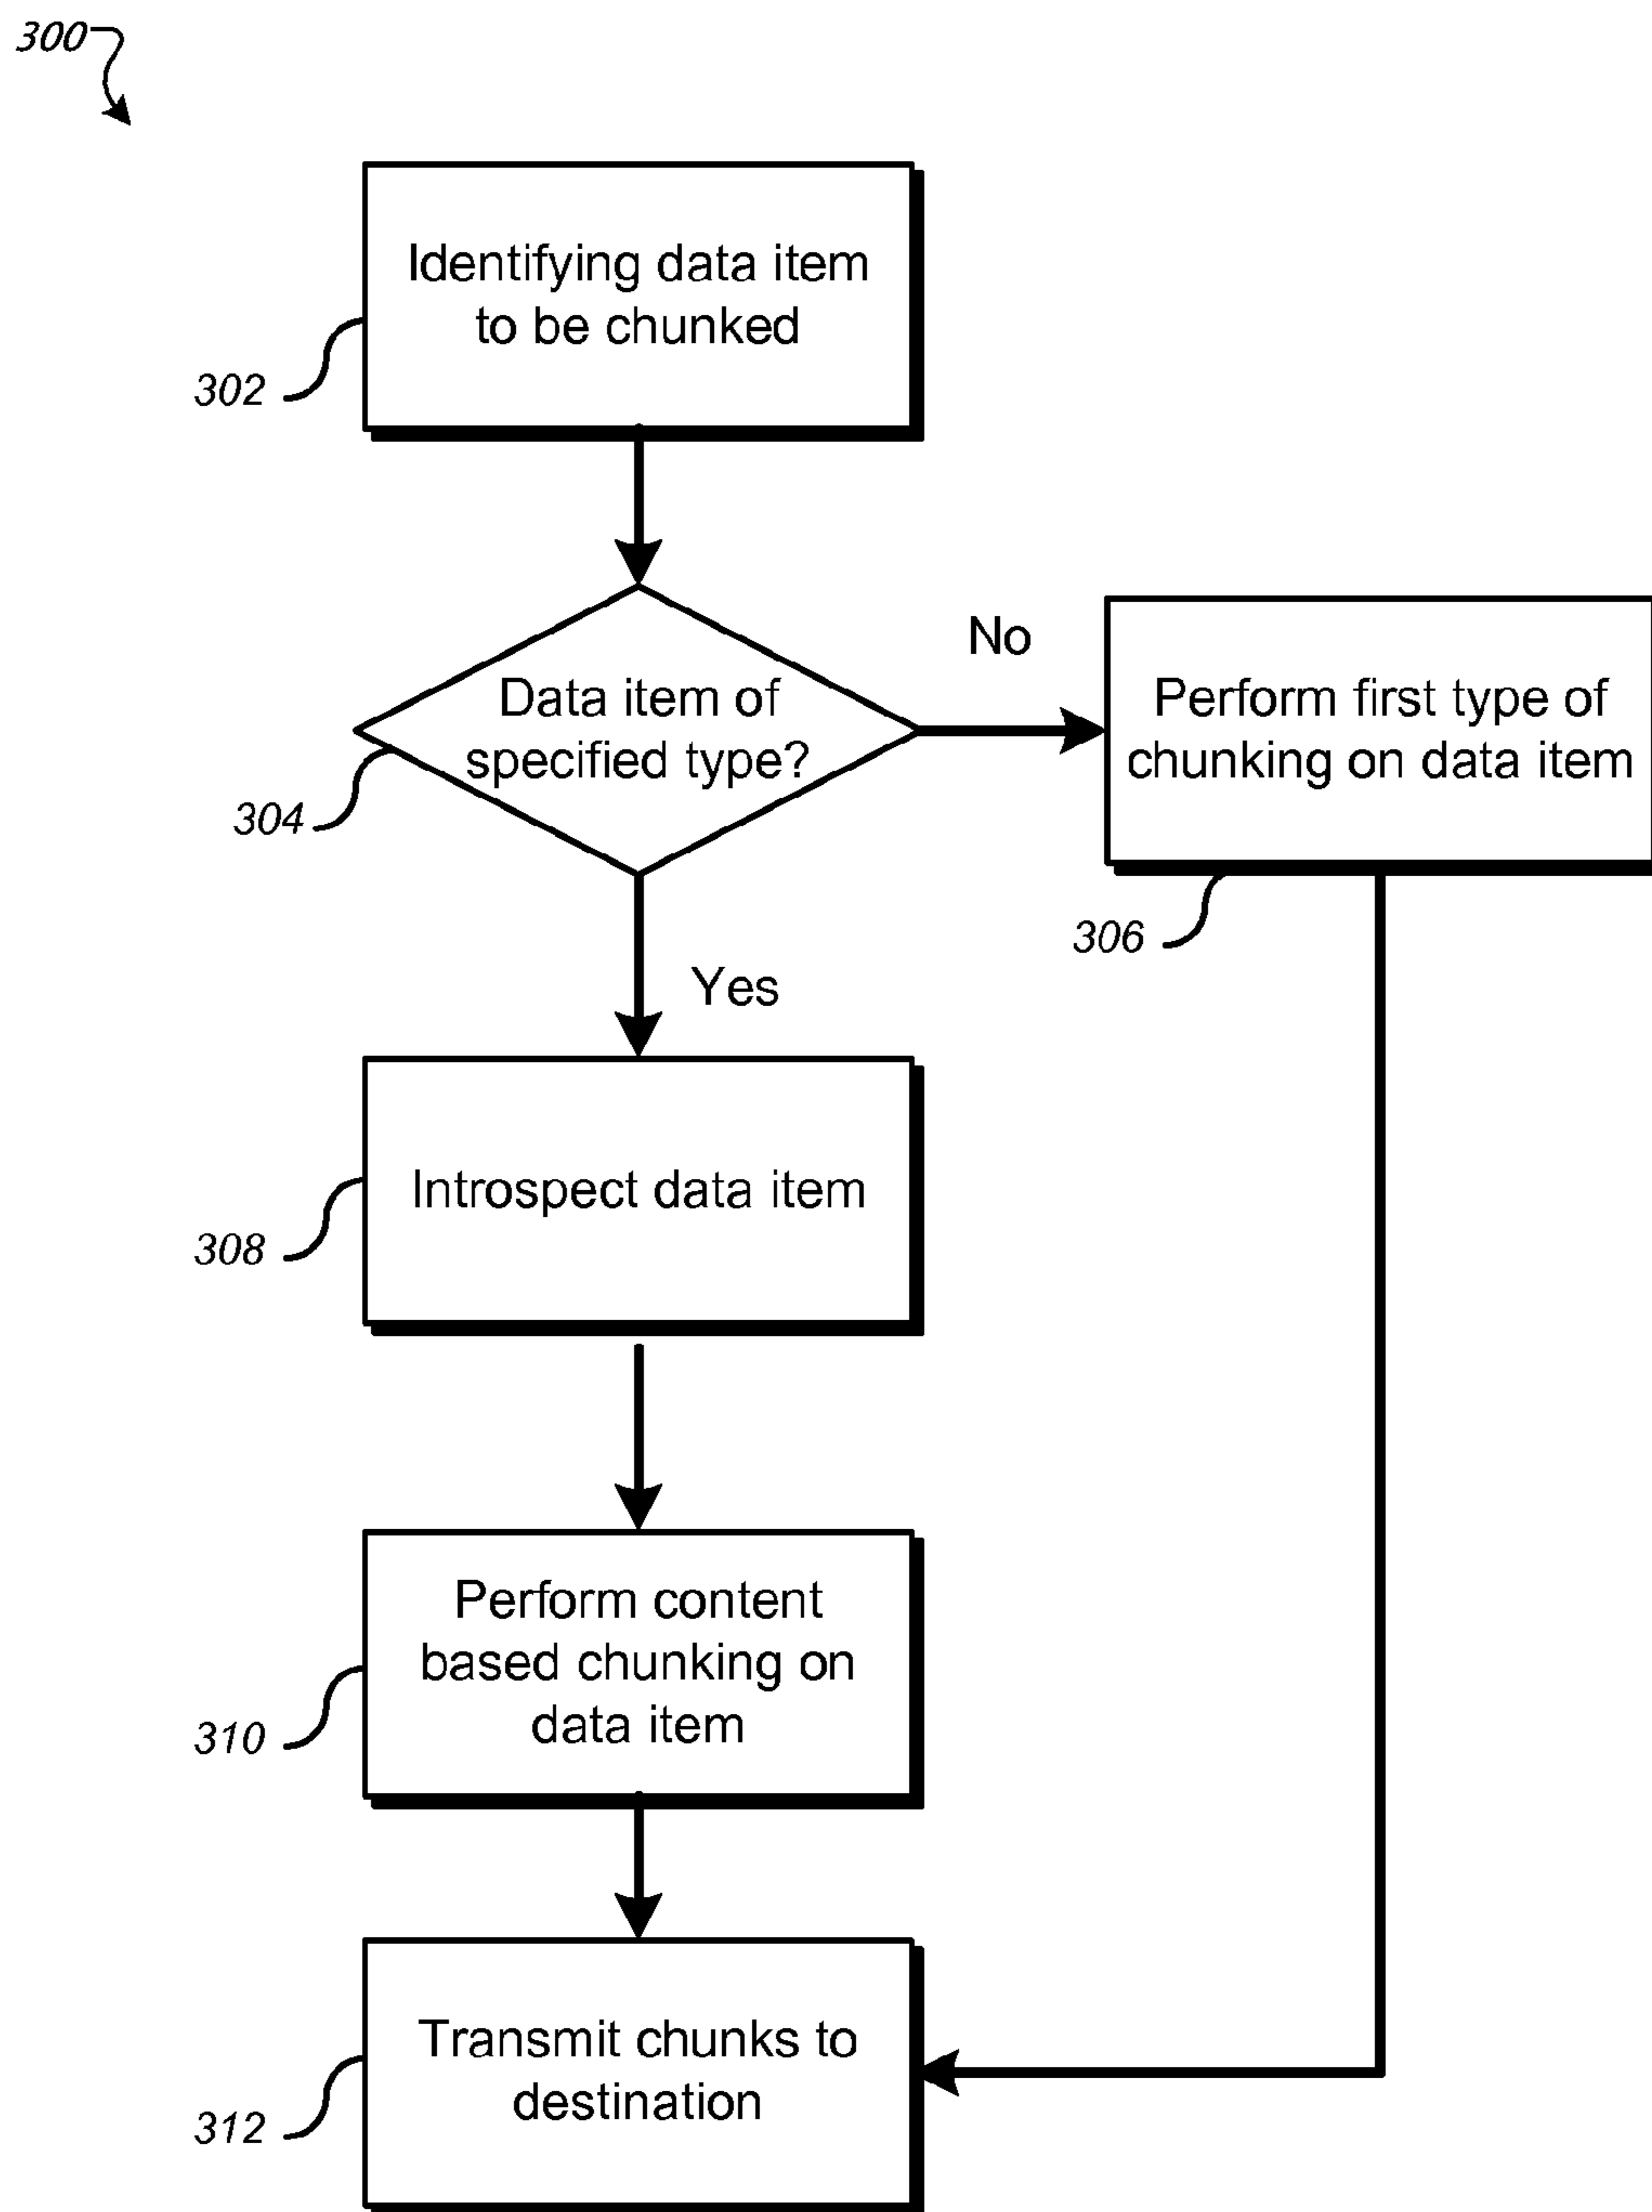 300
Identifying data item
to be chunked
302
Data item of
specified type?
304
No
Perform first type of
chunking on data item
306
Yes
Introspect data item
308
Perform content
based chunking on
data item
310
Transmit chunks to
destination
312